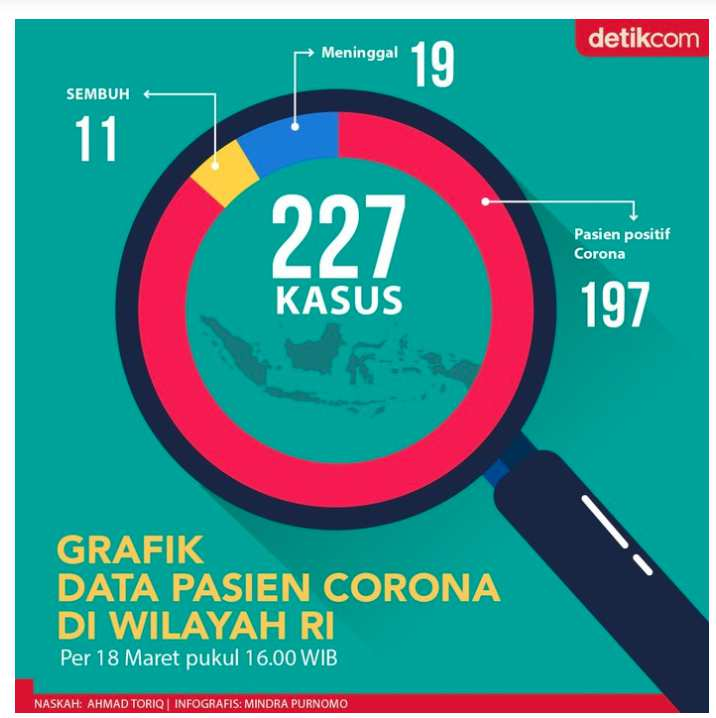 detikcom
Meninggal 19
SEMBUH
11
227
KASUS
Pasien positif
Corona
197
GRAFIK
DATA PASIEN CORONA
DI WILAYAH RI
Per 18 Maret pukul 16.00 WIB
NASKAH: AHMAD TORIQ | INFOGRAFIS: MINDRA PURNOMO